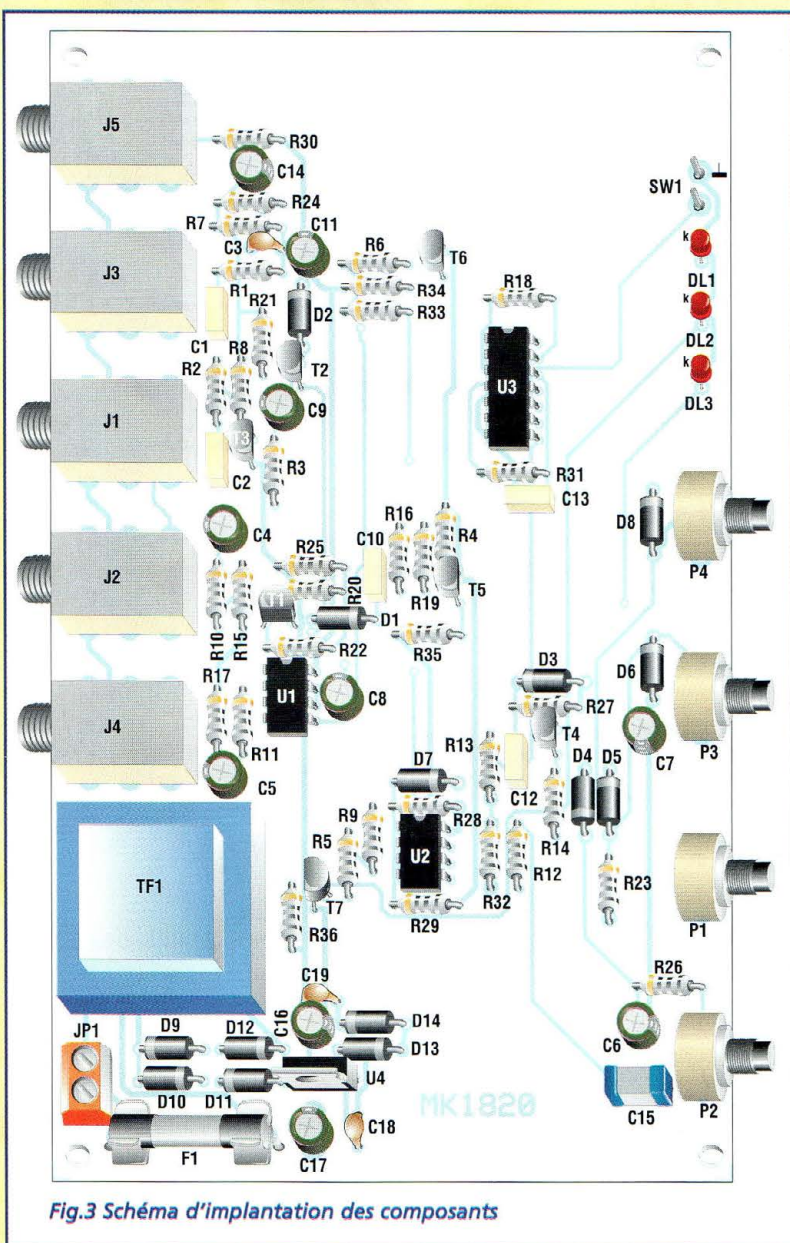 J5
R30
C14
R24
R7
C11
C3
R6
T6
SW1
J3
R1
R34
DL1
R21
D2
R33
R18
C1
DL2
R2
R8
T2
U3
DL3
J1
C9
T3
R3
C2
R31
C13
C4
R16
D8
C10
R4
P4
R25
J2
R20
R19
T5
T1
D1
R10
R15
R22
R35
D6
R17
D3
U1
C8
R27
J4
T4
P3
R11
R13
C7
C5
D7
D4
D5
C12
R9
R28
R14
TF1
R5
U2
R12
R23
P1
T7
R32
R36
R29
R26
C19
JP1
D9
D12
C16
D14
C6
D13
U4
D10
D11
MK1820
P2
C15
F1
C17
C18
Fig.3 Schéma d'implantation des composants